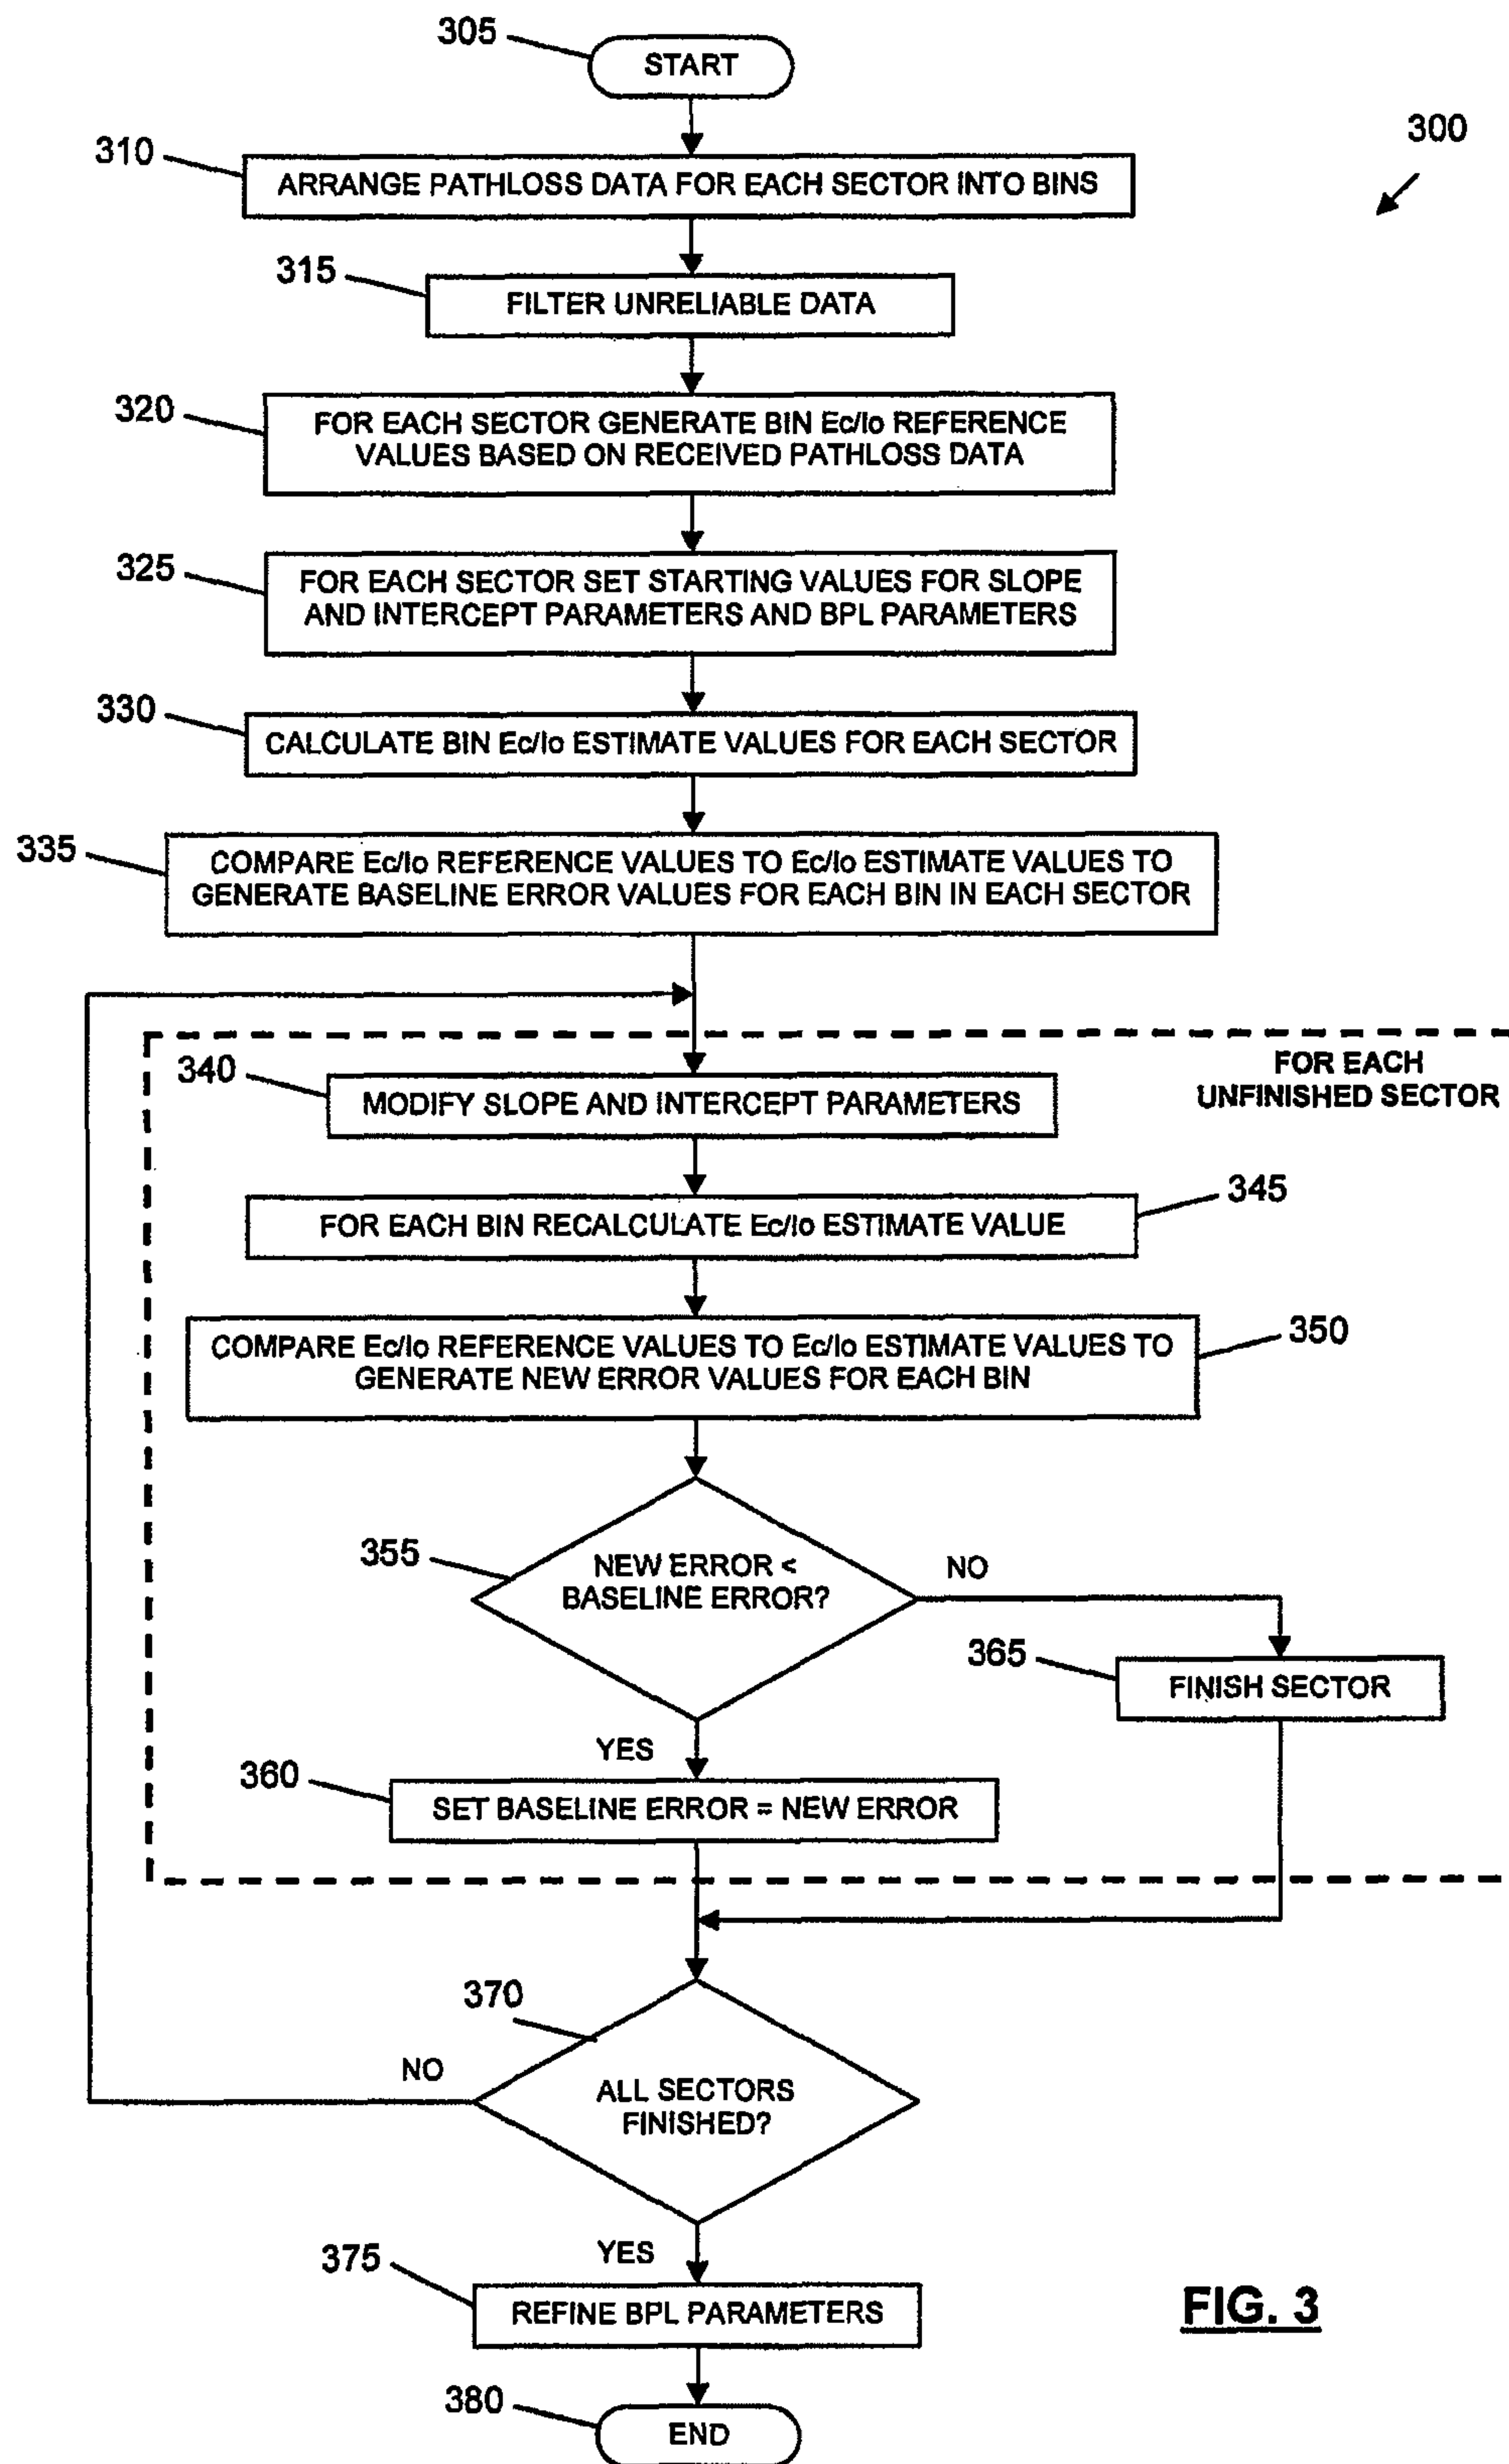 305
START
300
310
ARRANGE PATHLOSS DATA FOR EACH SECTOR INTO BINS
315
FILTER UNRELIABLE DATA
320
FOR EACH SECTOR GENERATE BIN Ec/Io REFERENCE
VALUES BASED ON RECEIVED PATHLOSS DATA
325
FOR EACH SECTOR SET STARTING VALUES FOR SLOPE
AND INTERCEPT PARAMETERS AND BPL PARAMETERS
330
CALCULATE BIN Ec/Io ESTIMATE VALUES FOR EACH SECTOR
335
COMPARE Ec/Io REFERENCE VALUES TO Ec/Io ESTIMATE VALUES TO
GENERATE BASELINE ERROR VALUES FOR EACH BIN IN EACH SECTOR
FOR EACH
UNFINISHED SECTOR
340
MODIFY SLOPE AND INTERCEPT PARAMETERS
345
FOR EACH BIN RECALCULATE Ec/Io ESTIMATE VALUE
350
COMPARE Ec/Io REFERENCE VALUES TO Ec/Io ESTIMATE VALUES TO
GENERATE NEW ERROR VALUES FOR EACH BIN
355
NEW ERROR <
BASELINE ERROR?
NO
365
FINISH SECTOR
YES
360
SET BASELINE ERROR = NEW ERROR
370
NO
ALL SECTORS
FINISHED?
YES
375
REFINE BPL PARAMETERS
FIG. 3
380
END